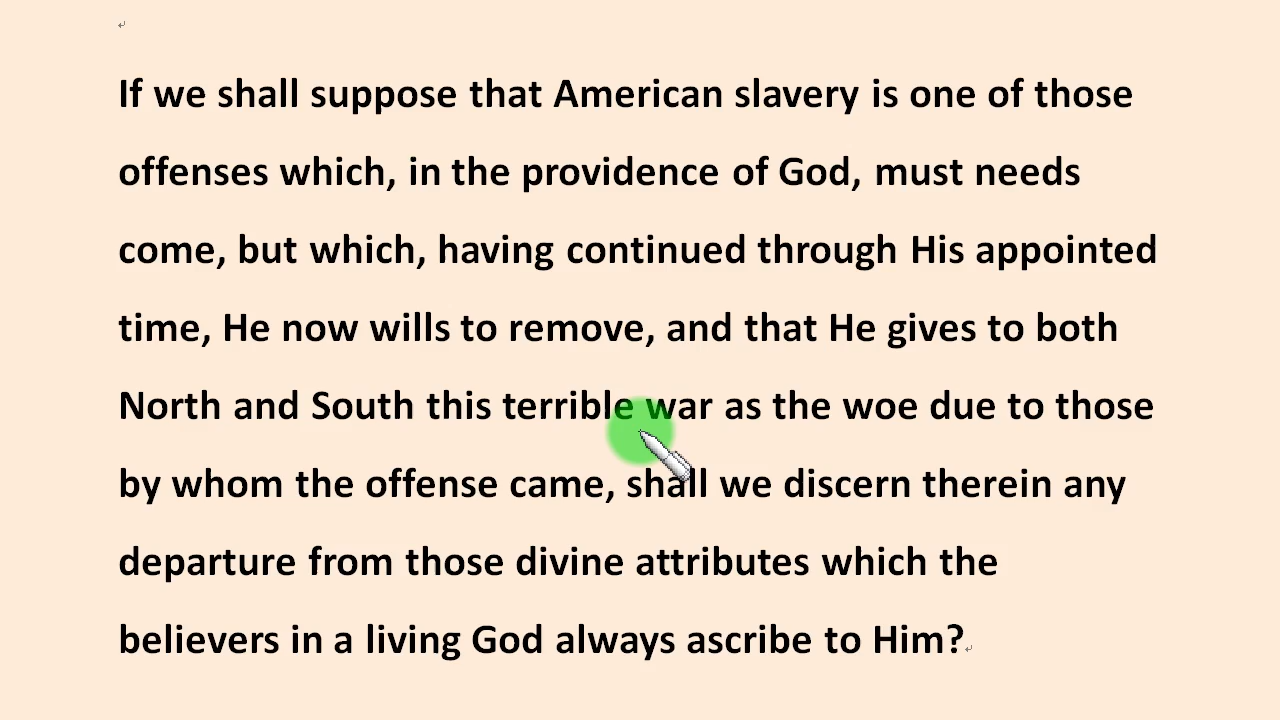 If we shall suppose that American slavery is one of those
offenses which, in the providence of God, must needs
come, but which, having continued through His appointed
time, He now wills to remove, and that He gives to both
North and South this terrible war as the woe due to those
by whom the offense came, shall we discern therein any
departure from those divine attributes which the
believers in a living God always ascribe to Him?